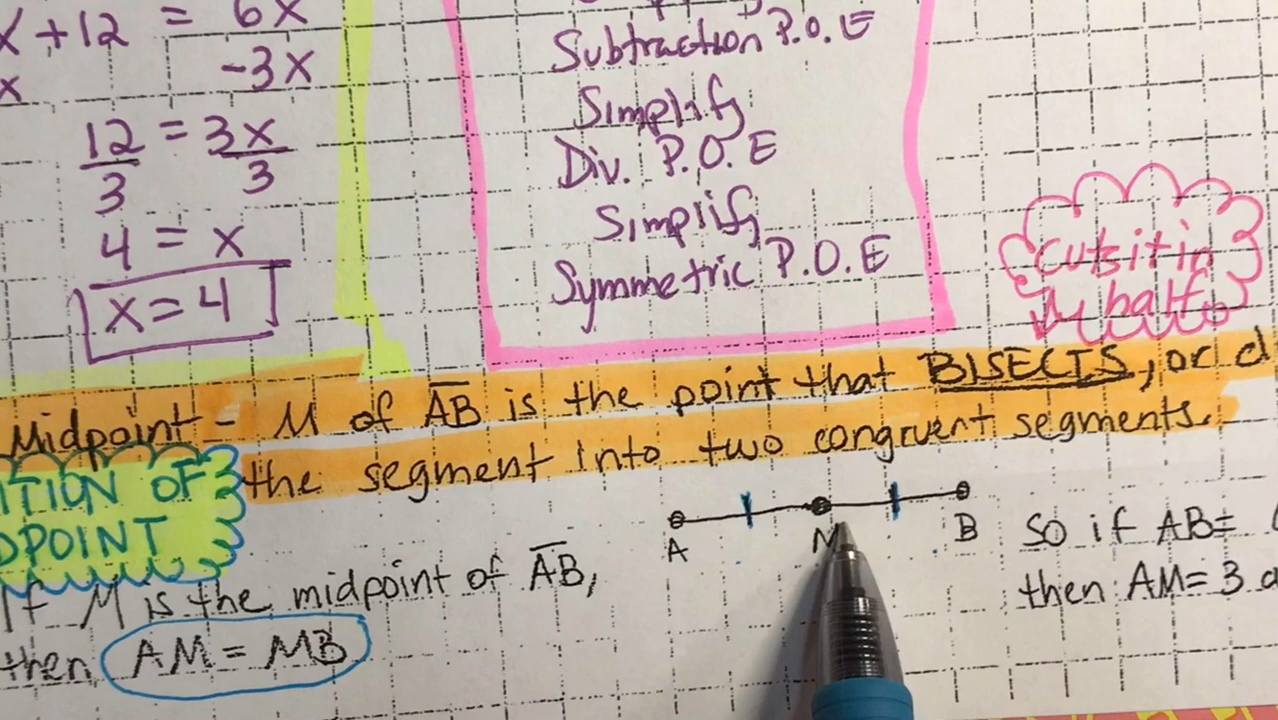 x + 12 = 6x
x -3x
12 = 3x
3 3
4 = x
x = 4
Subtraction P.O.E
Simplify
Div. P.O.E
Simplify
Symmetric P.O.E
cuts it in
half
Midpoint - M of AB is the point that BISECTS, or d
the segment into two congruent segments.
ITION OF
DPOINT
A M B
If M is the midpoint of AB,
then AM = MB
So if AB=
then AM= 3